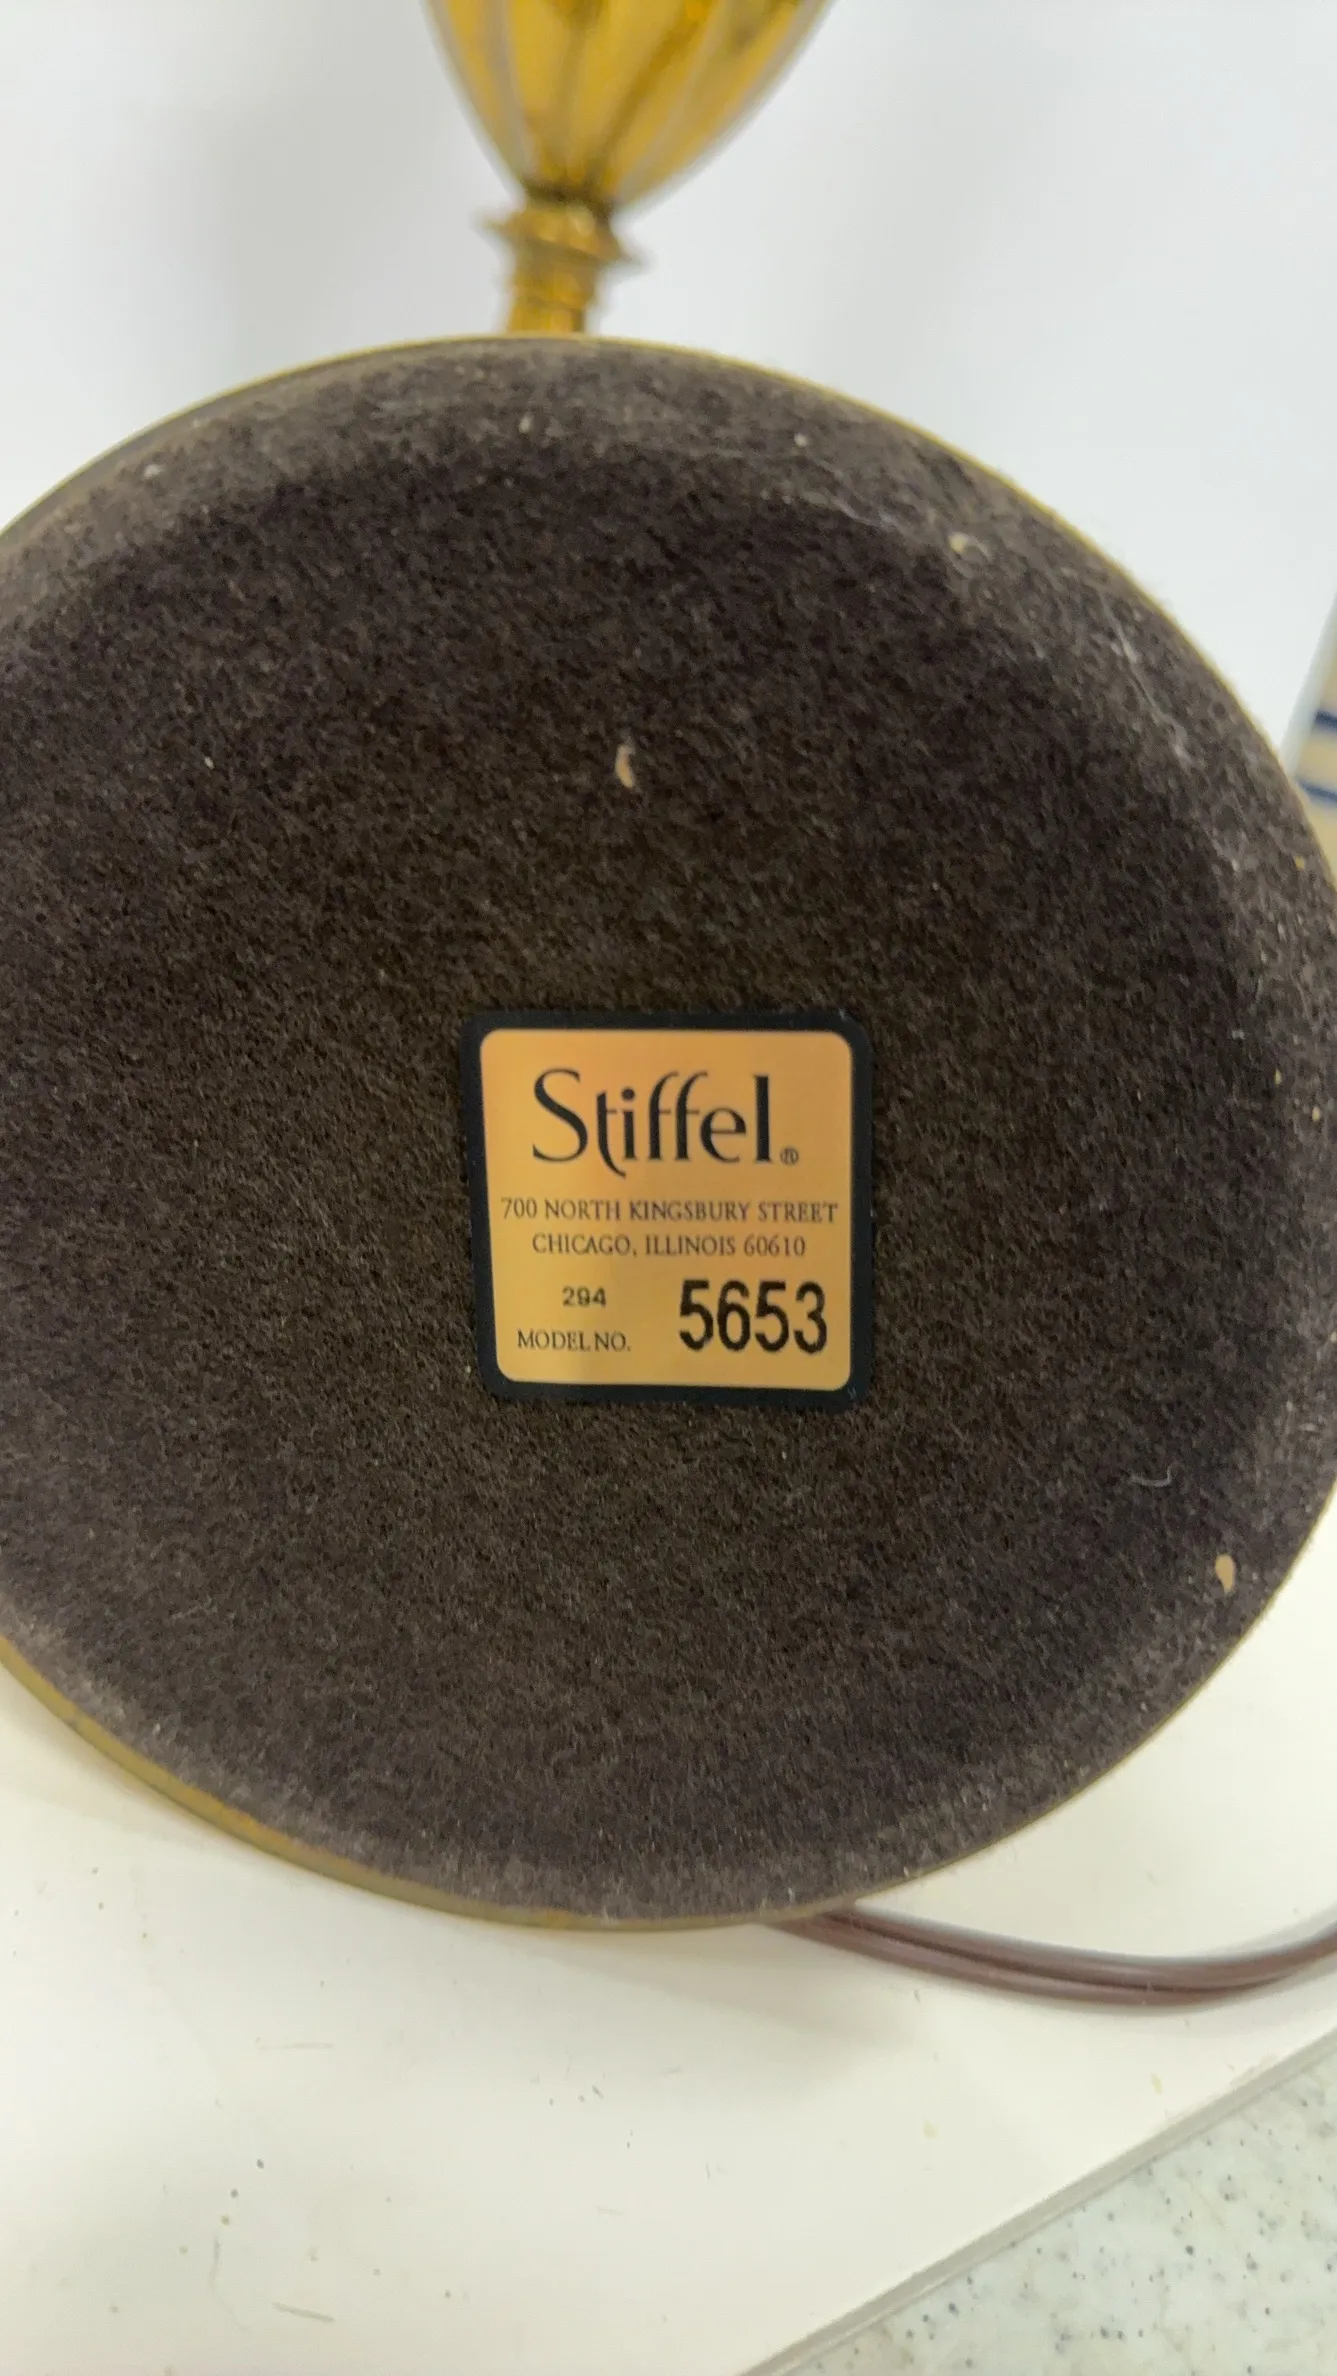 Stiffel®
700 NORTH KINGSBURY STREET
CHICAGO, ILLINOIS 60610
294
MODEL NO. 5653